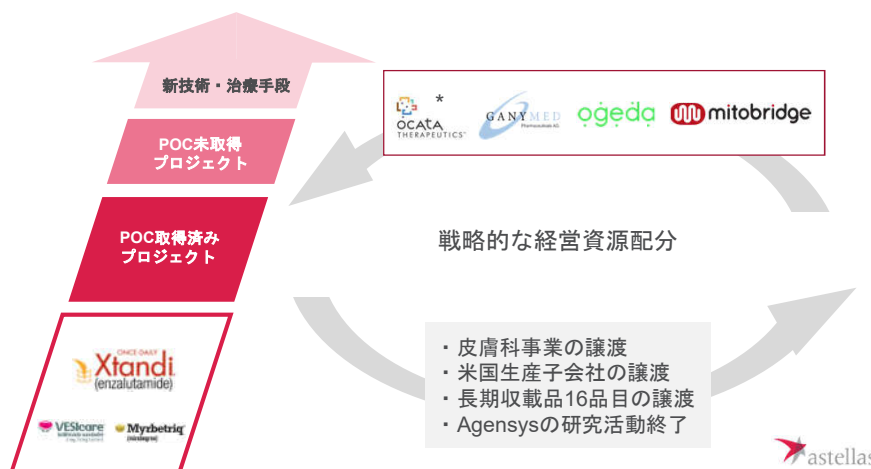 新技術・治療手段
POC未取得
プロジェクト
POC取得済み
プロジェクト
ONCE-DAILY
Xtandi
(enzalutamide)
VESIcare
Myrbetriq
(mirabegron)
*
OCATA
THERAPEUTICS
GANYMED
Pharmaceuticals AG
ogeda
mitobridge
戦略的な経営資源配分
・皮膚科事業の譲渡
・米国生産子会社の譲渡
・長期収載品16品目の譲渡
・Agensysの研究活動終了
astellas